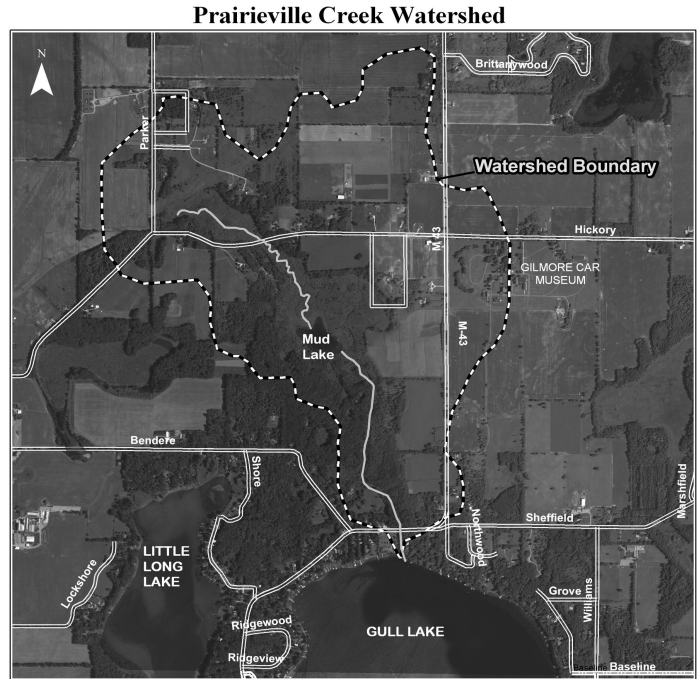 Prairieville Creek Watershed
N
Brittanywood
Parker
Watershed Boundary
M 43
Hickory
GILMORE CAR
MUSEUM
M-43
Mud
Lake
Bendere
Shore
Marshfield
Northwood
Sheffield
LITTLE
LONG
LAKE
Lockshore
Grove
Williams
Ridgewood
GULL LAKE
Ridgeview
Baseline
Baseline